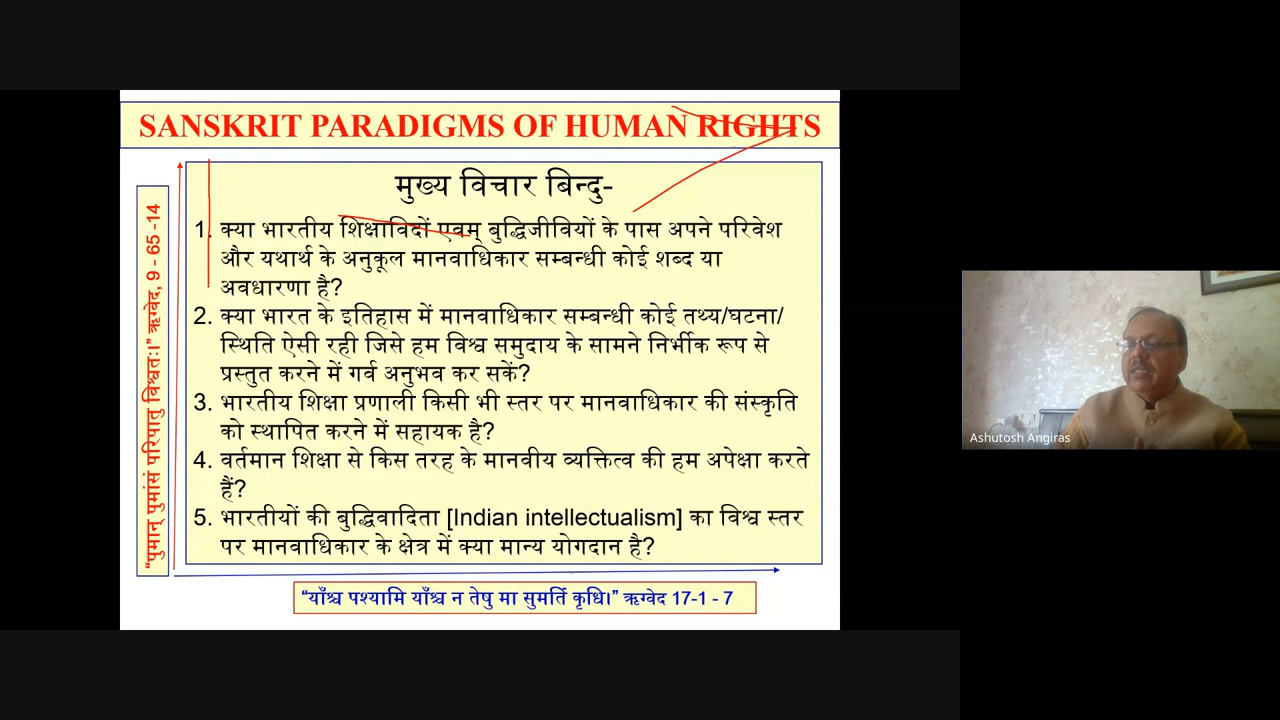 SANSKRIT PARADIGMS OF HUMAN RIGHTS
मुख्य विचार बिन्दु-
1. क्या भारतीय शिक्षाविदों एवम् बुद्धिजीवियों के पास अपने परिवेश
और यथार्थ के अनुकूल मानवाधिकार सम्बन्धी कोई शब्द या
अवधारणा है?
2. क्या भारत के इतिहास में मानवाधिकार सम्बन्धी कोई तथ्य/घटना/
स्थिति ऐसी रही जिसे हम विश्व समुदाय के सामने निर्भीक रूप से
प्रस्तुत करने में गर्व अनुभव कर सकें?
3. भारतीय शिक्षा प्रणाली किसी भी स्तर पर मानवाधिकार की संस्कृति
को स्थापित करने में सहायक है?
4. वर्तमान शिक्षा से किस तरह के मानवीय व्यक्तित्व की हम अपेक्षा करते
हैं?
5. भारतीयों की बुद्धिवादिता [Indian intellectualism] का विश्व स्तर
पर मानवाधिकार के क्षेत्र में क्या मान्य योगदान है?
“पुमान् पुमांसं परिपातु विश्वतः।” ऋग्वेद, 9 - 65 -14
“याँश्च पश्यामि याँश्च न तेषु मा सुमतिं कृधि।” ऋग्वेद 17-1 - 7
Ashutosh Angiras